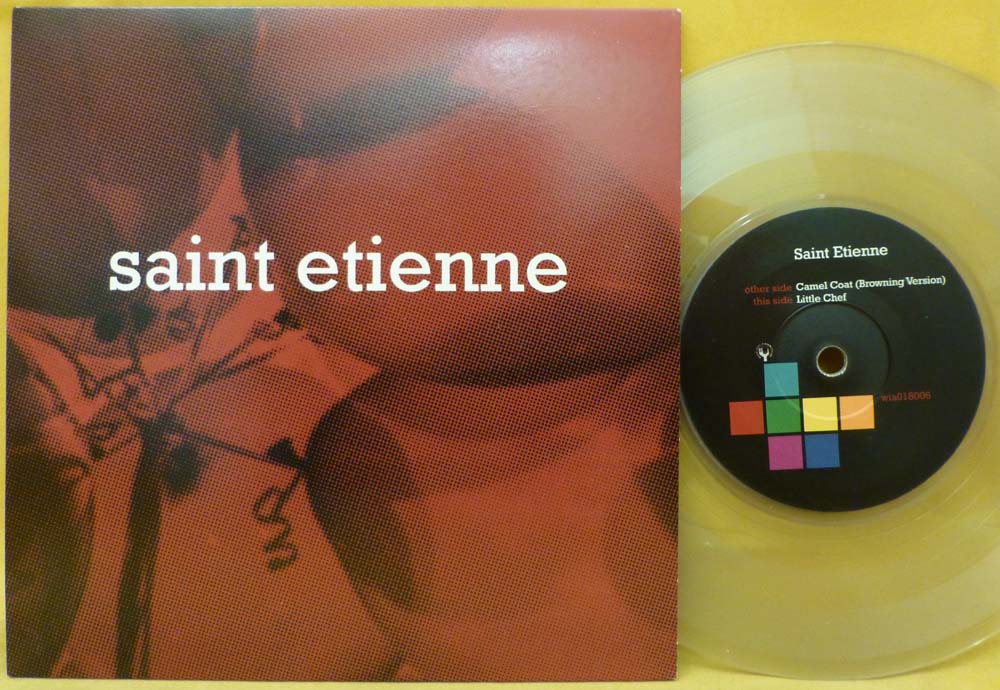 saint etienne
Saint Etienne
other side Camel Coat (Browning Version)
this side Little Chef
wia018006